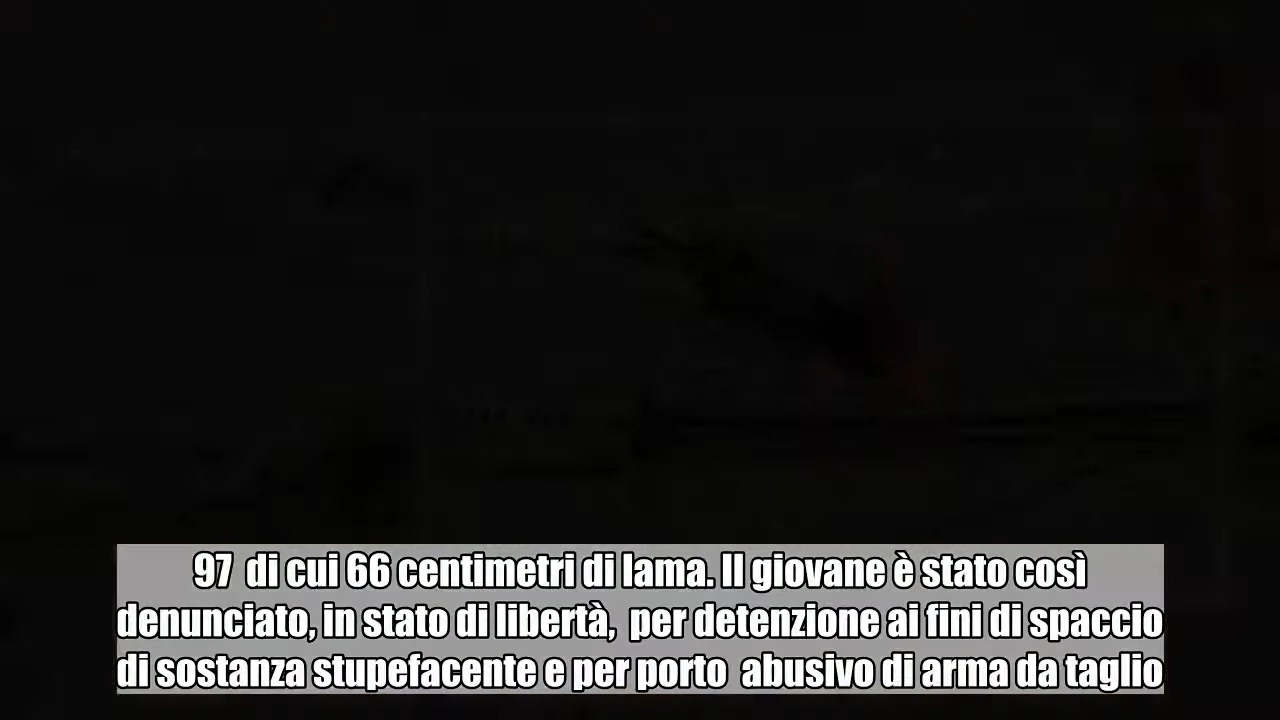 97 di cui 66 centimetri di lama. Il giovane è stato così
denunciato, in stato di libertà, per detenzione ai fini di spaccio
di sostanza stupefacente e per porto abusivo di arma da taglio